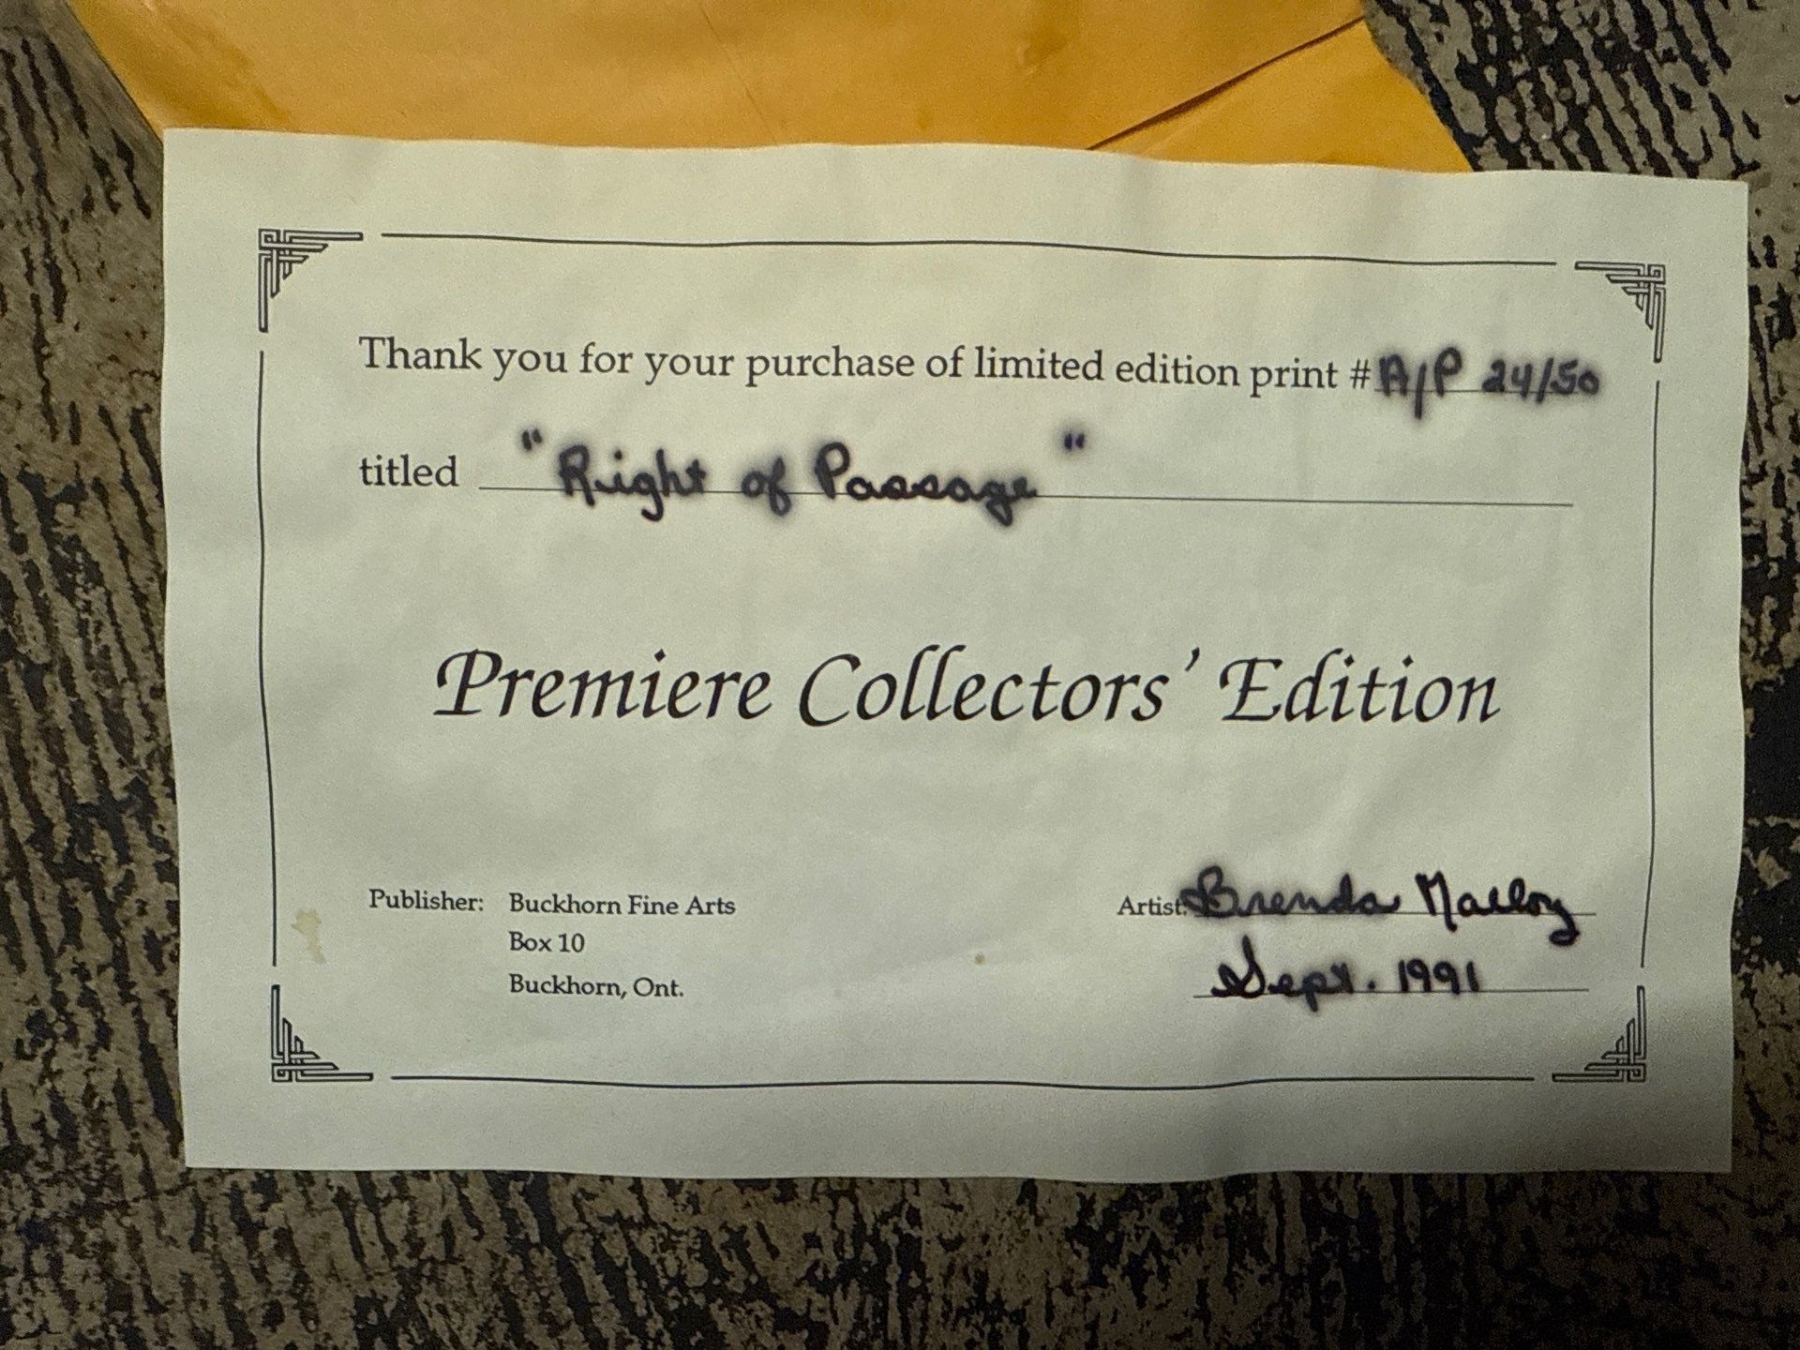 Thank you for your purchase of limited edition print # A/P 24/50
titled "Right of Passage"
Premiere Collectors' Edition
Publisher: Buckhorn Fine Arts
Box 10
Buckhorn, Ont.
Artist: Brenda Malloy
Sept. 1991